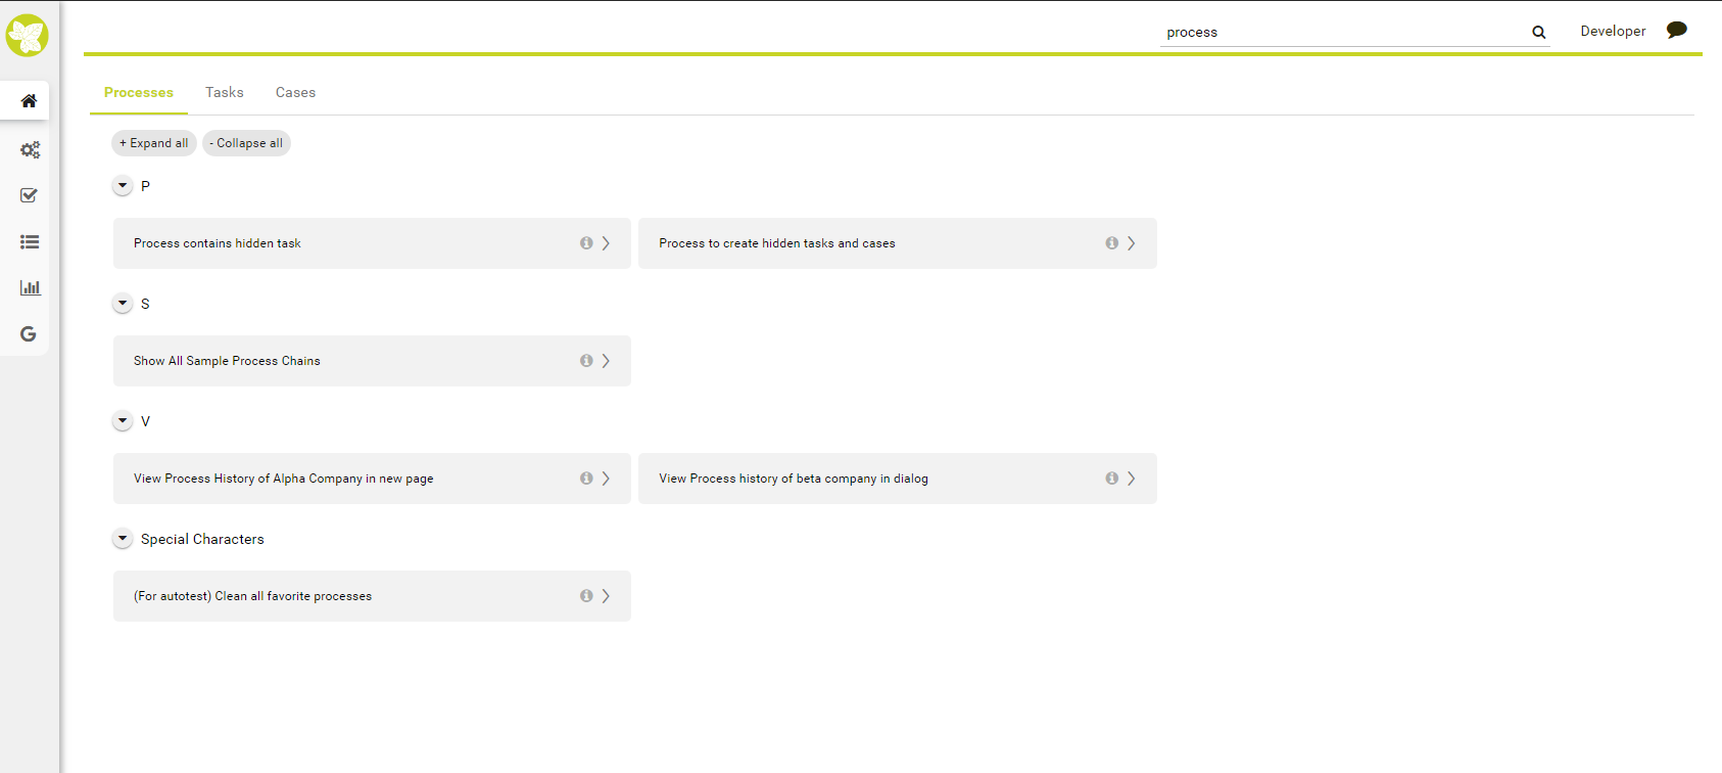 process
Developer
Processes Tasks Cases
+ Expand all - Collapse all
P
Process contains hidden task
Process to create hidden tasks and cases
S
Show All Sample Process Chains
V
View Process History of Alpha Company in new page
View Process history of beta company in dialog
Special Characters
(For autotest) Clean all favorite processes